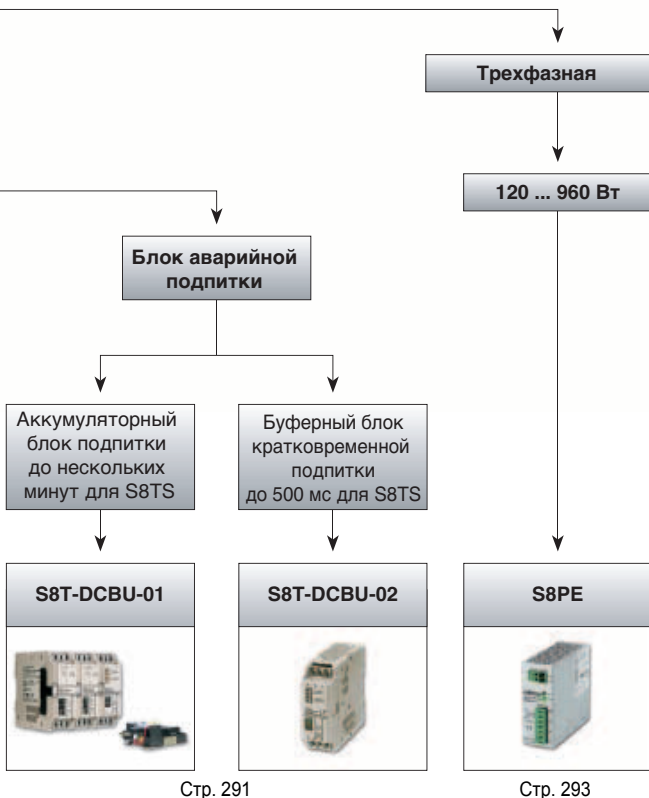 Трехфазная
120 ... 960 Вт
Блок аварийной
подпитки
Аккумуляторный
блок подпитки
до нескольких
минут для S8TS
Буферный блок
кратковременной
подпитки
до 500 мс для S8TS
S8T-DCBU-01
S8T-DCBU-02
S8PE
Стр. 291
Стр. 293